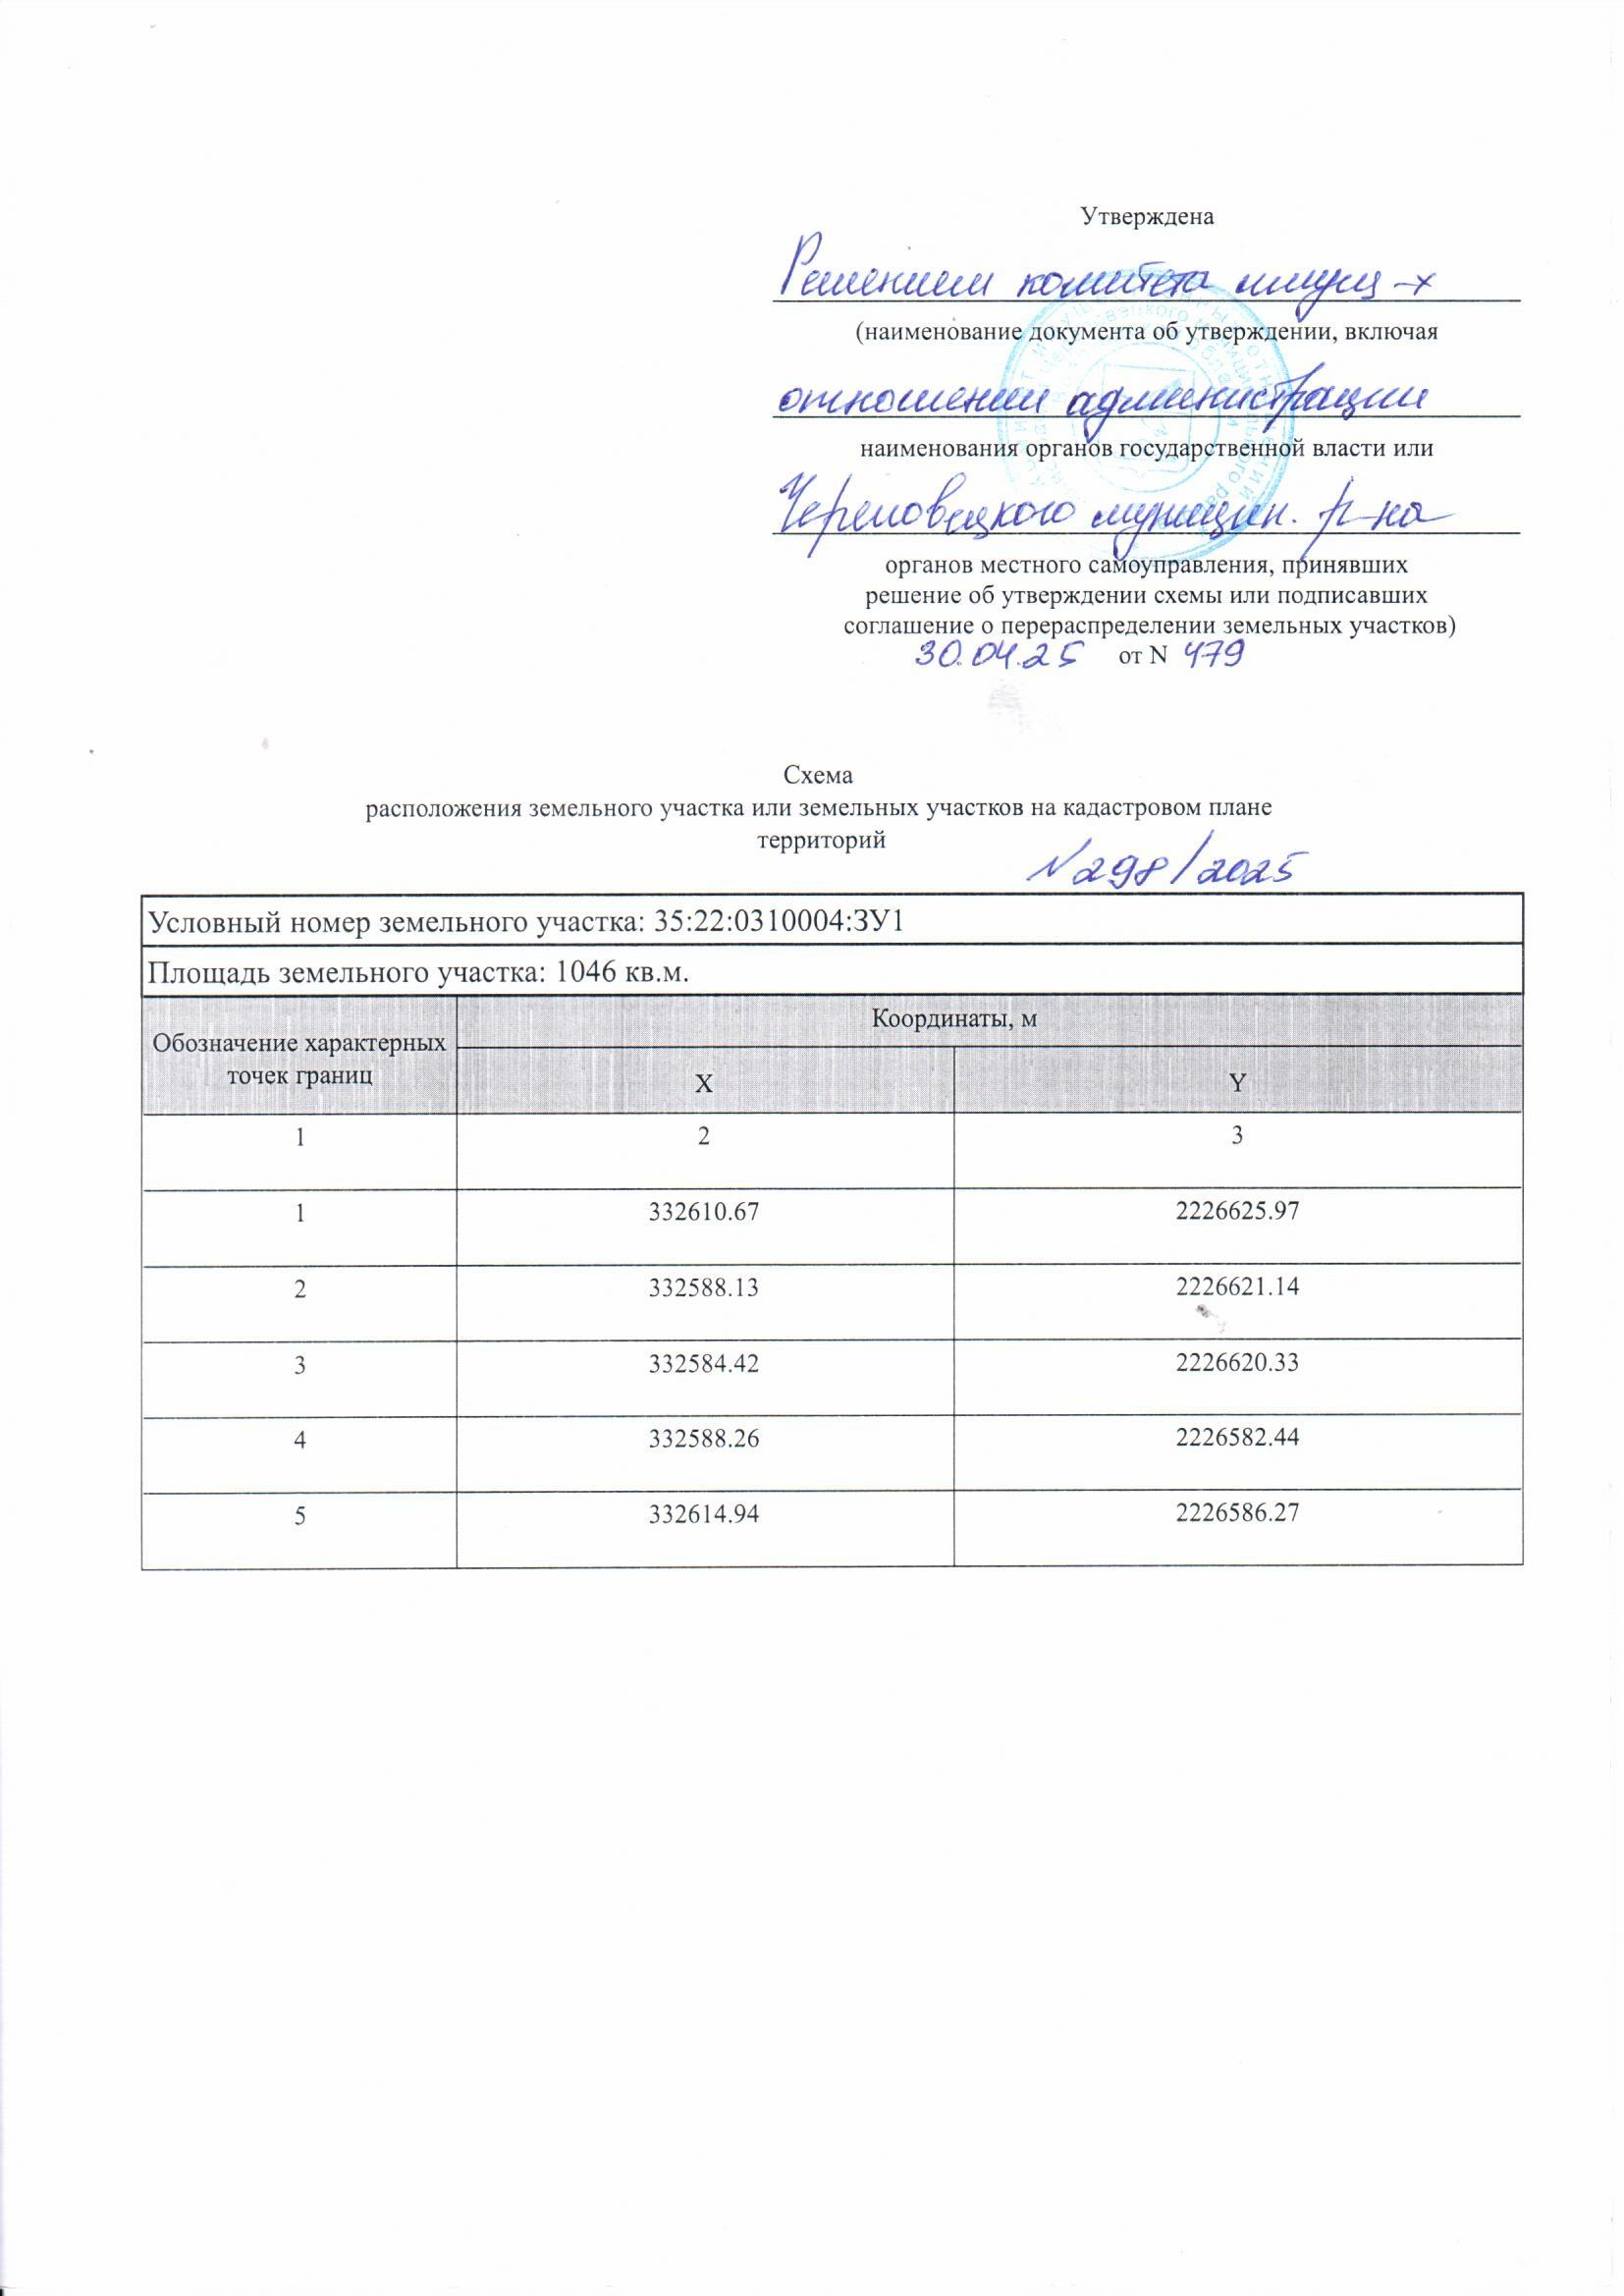 Утверждена
Решением комитета имущ-х
(наименование документа об утверждении, включая
отношений администрации
наименования органов государственной власти или
Череповецкого муницип. р-на
органов местного самоуправления, принявших
решение об утверждении схемы или подписавших
соглашение о перераспределении земельных участков)
30.04.25 от N 479
Схема
расположения земельного участка или земельных участков на кадастровом плане
территорий
N 298/2025
Условный номер земельного участка: 35:22:0310004:ЗУ1
Площадь земельного участка: 1046 кв.м.
Обозначение характерных
точек границ
Координаты, м
X Y
1 2 3
1 332610.67 2226625.97
2 332588.13 2226621.14
3 332584.42 2226620.33
4 332588.26 2226582.44
5 332614.94 2226586.27